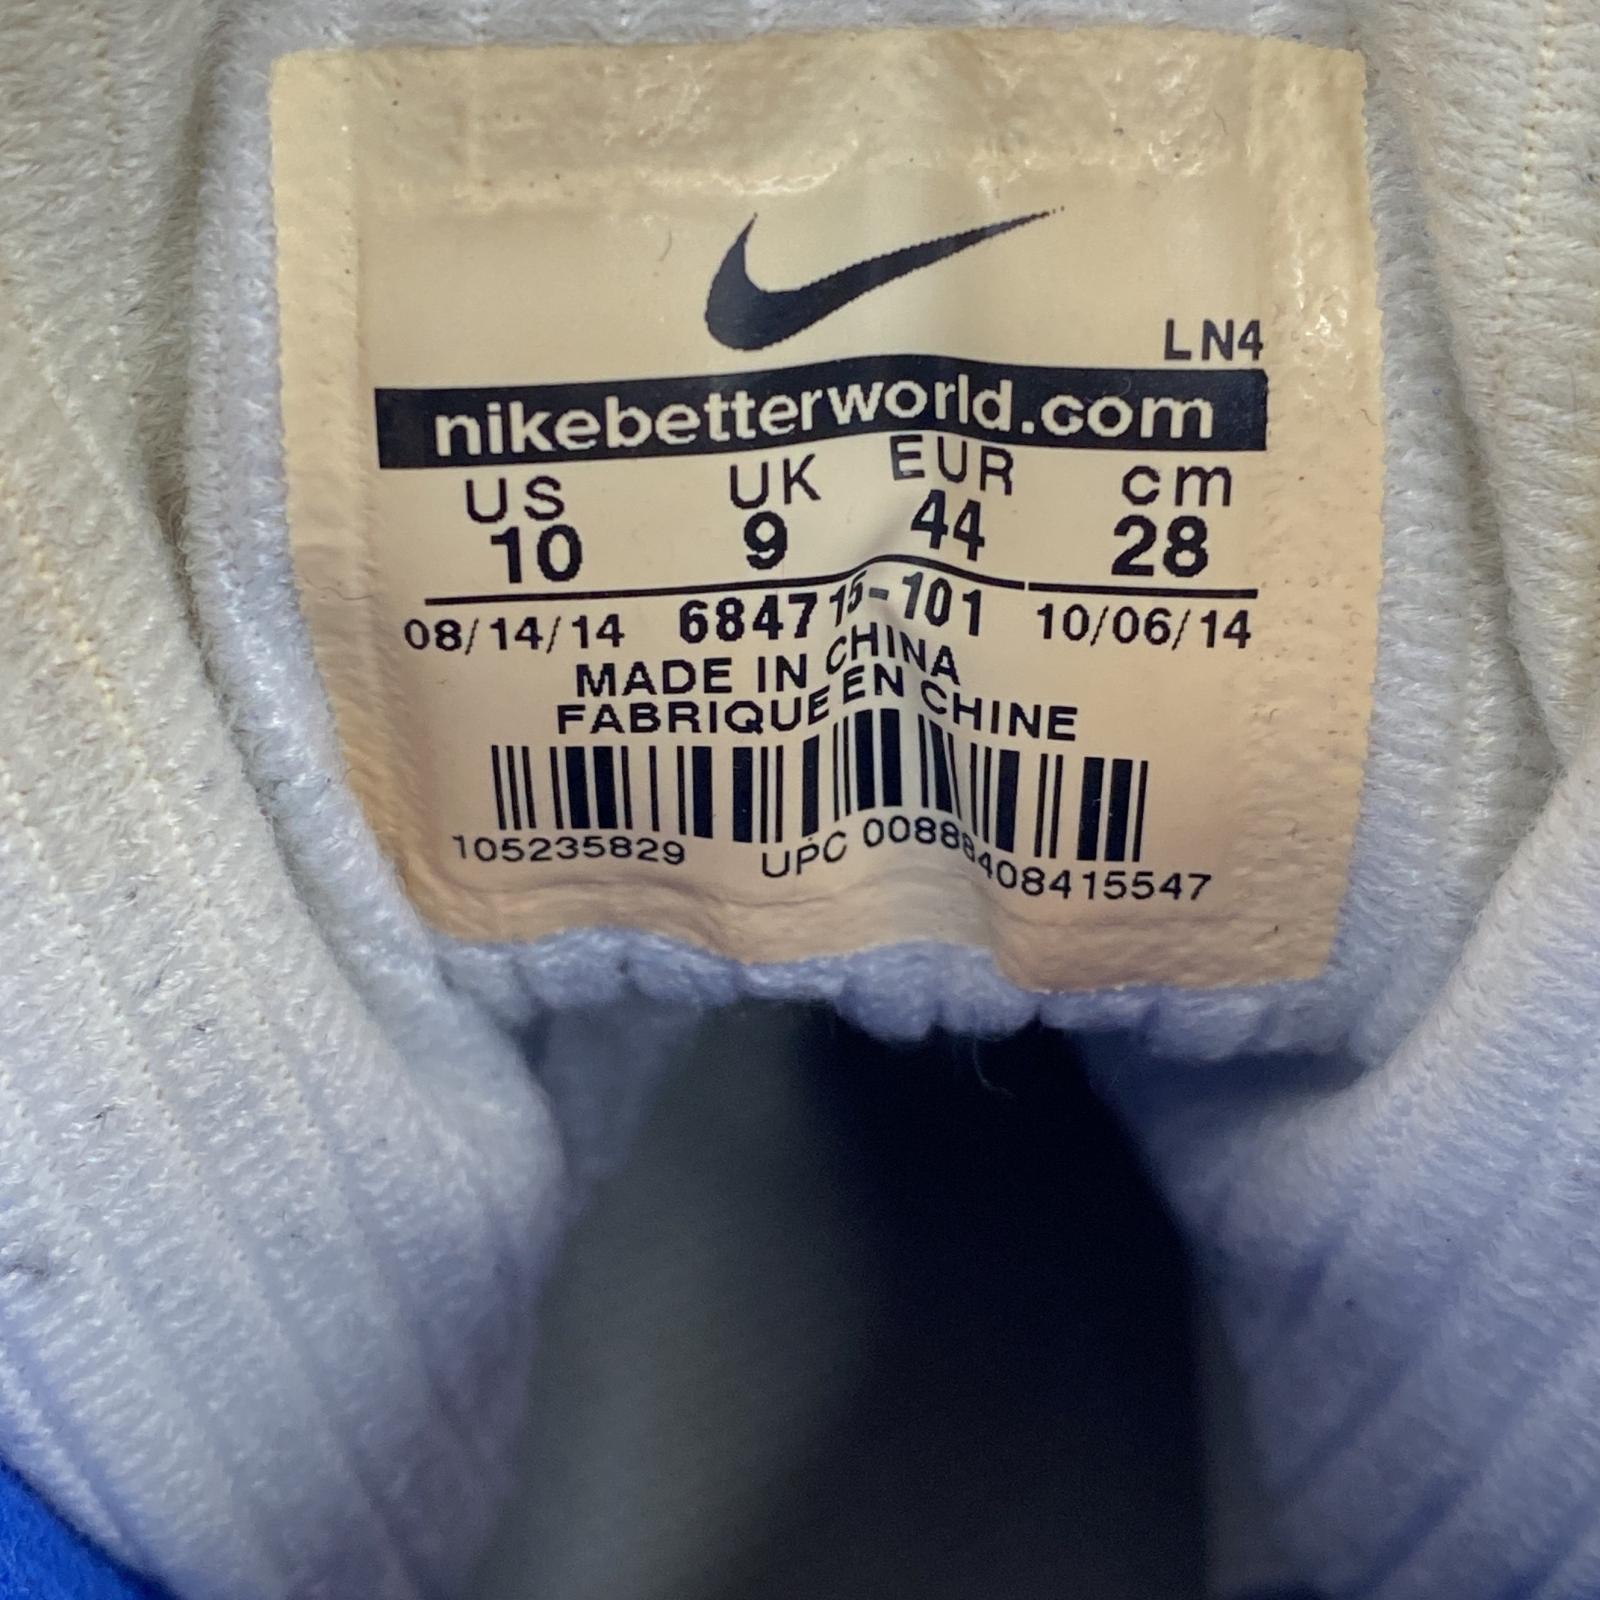 LN4
nikebetterworld.com
US UK EUR cm
10 9 44 28
08/14/14 684715-101 10/06/14
MADE IN CHINA
FABRIQUE EN CHINE
105235829 UPC 00888408415547